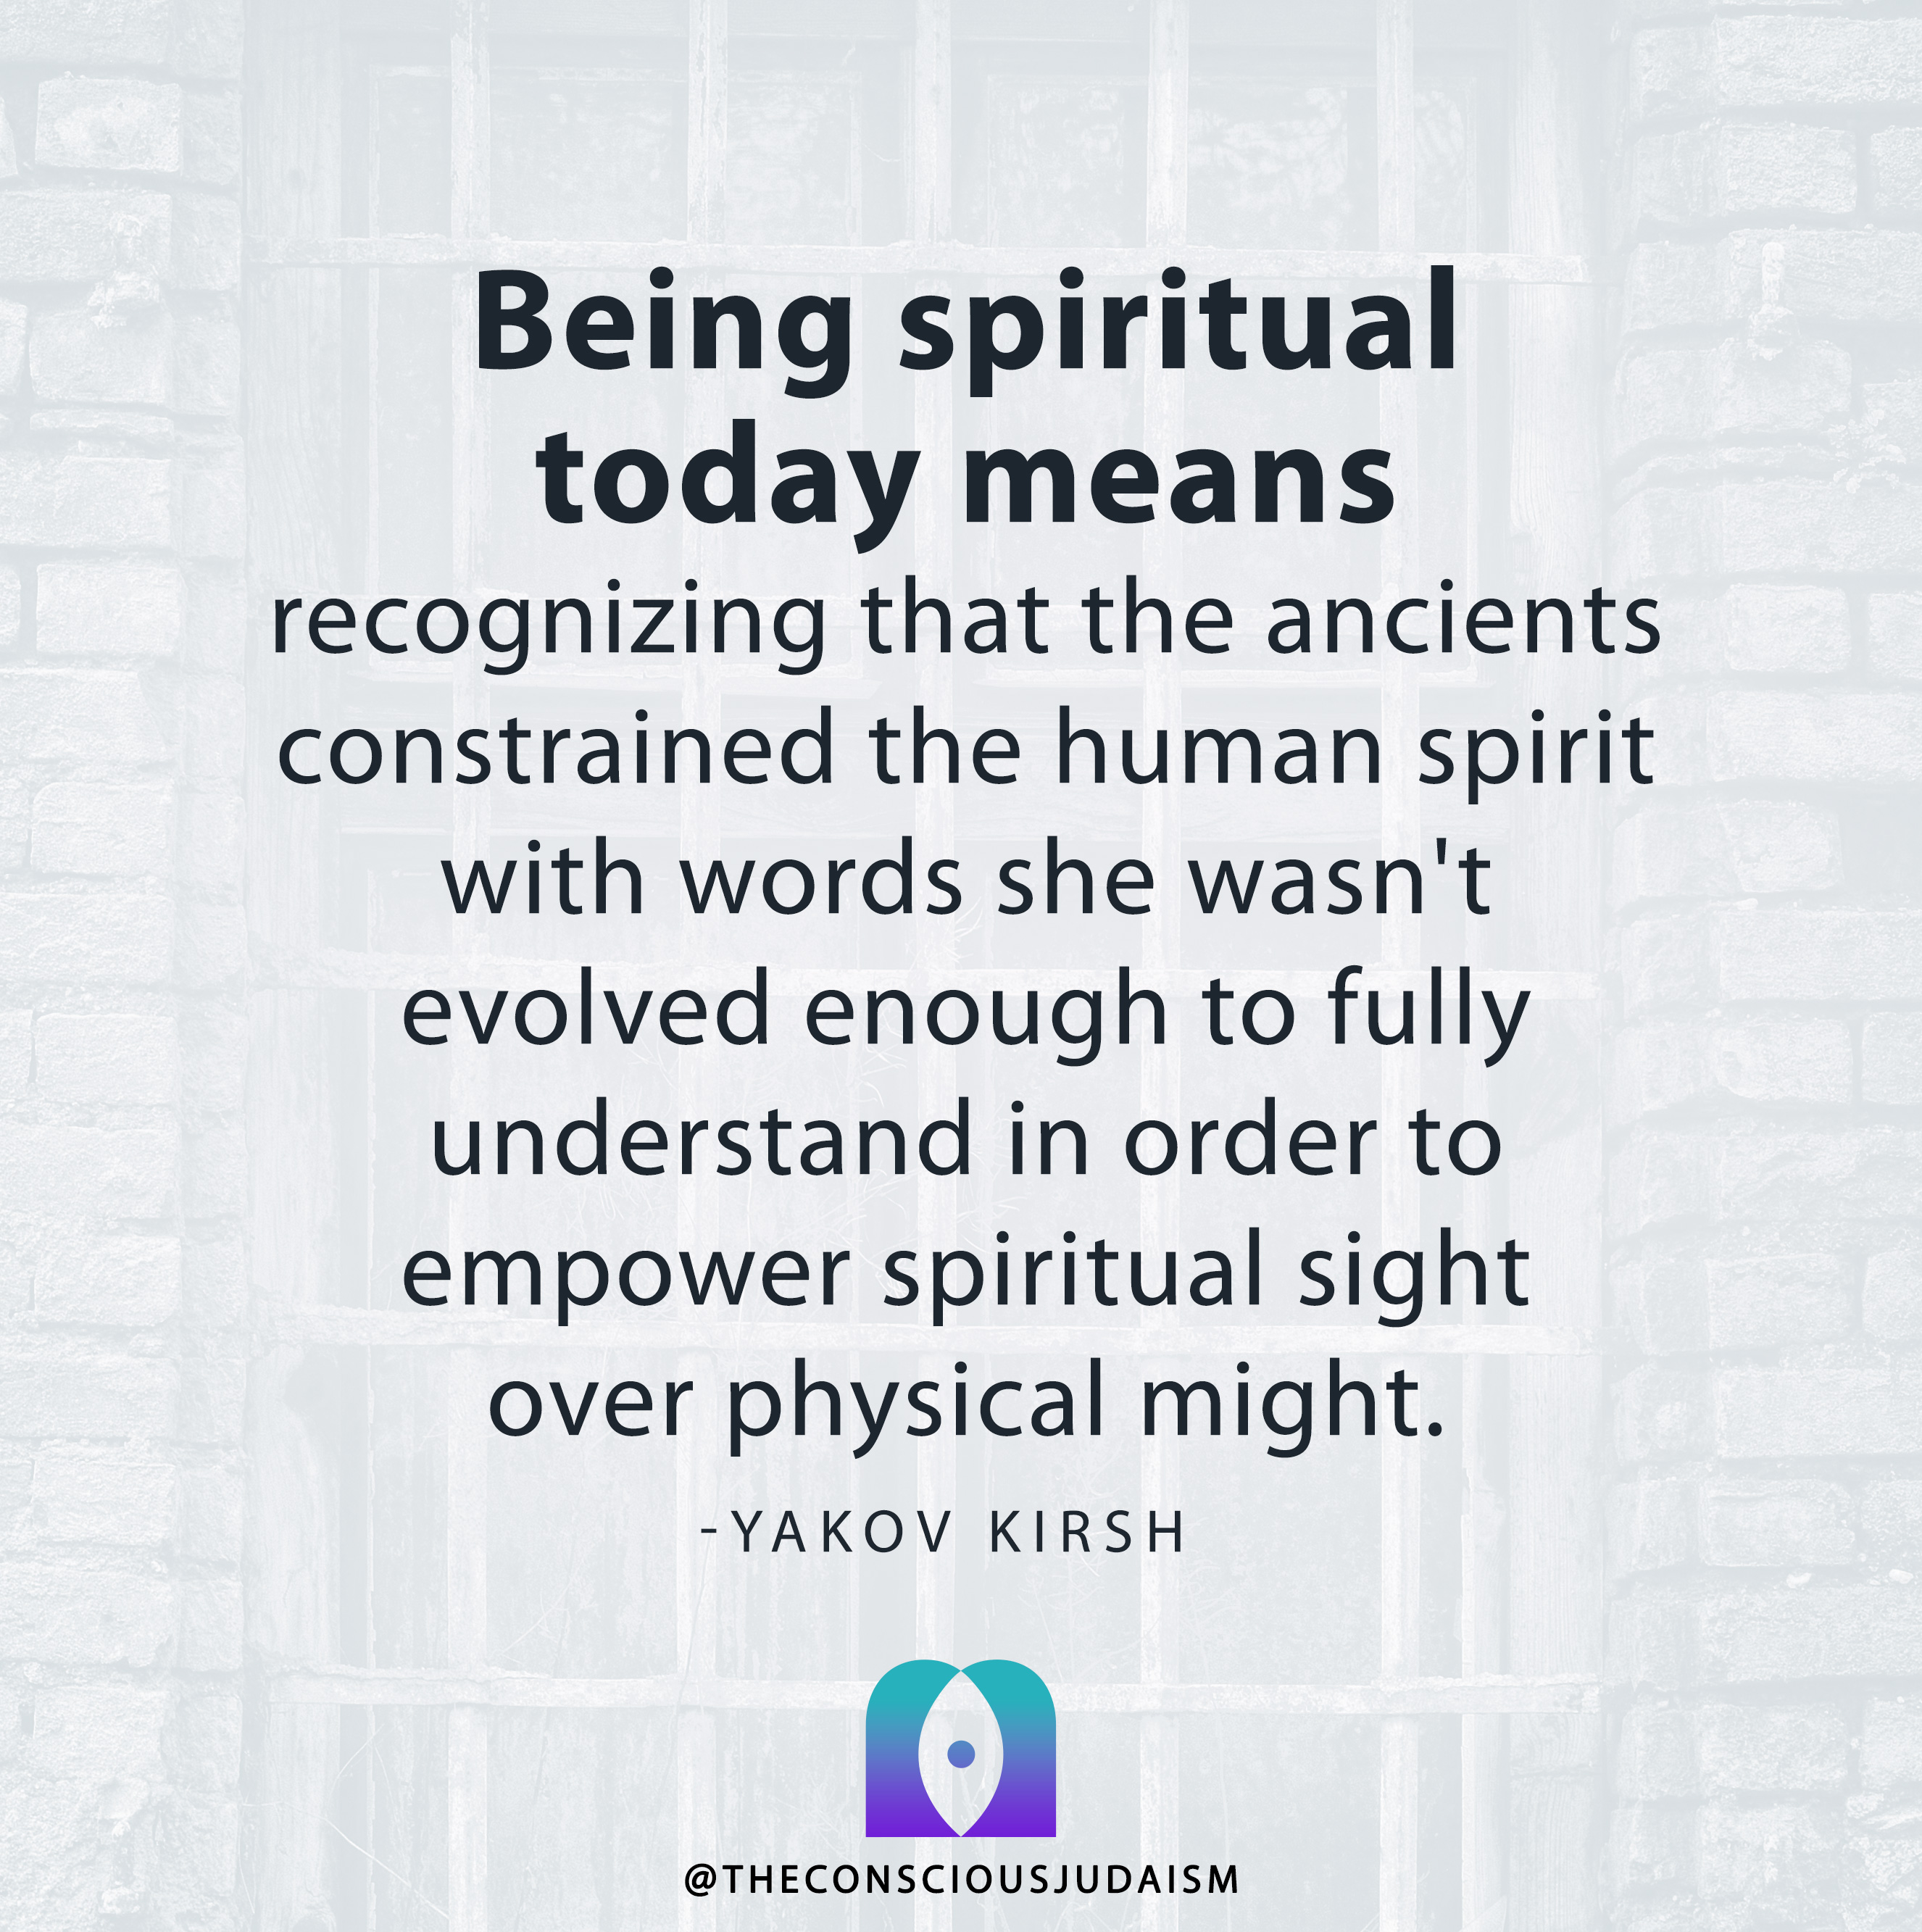 Being spiritual
today means
recognizing that the ancients
constrained the human spirit
with words she wasn't
evolved enough to fully
understand in order to
empower spiritual sight
over physical might.
-YAKOV KIRSH
@THECONSCIOUSJUDAISM